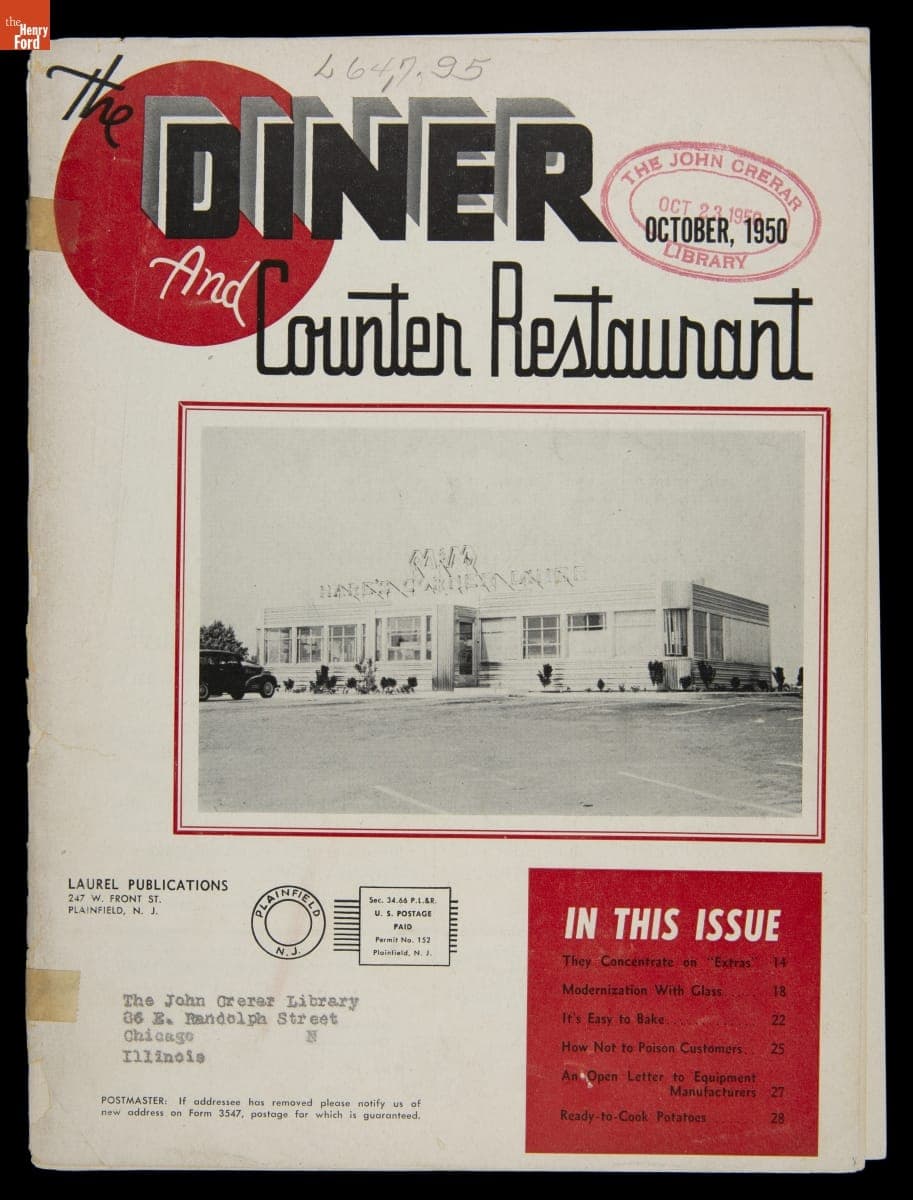 the
Henry
Ford
L647.95
The
DINER
And
Counter Restaurant
THE JOHN CRERAR
OCT 23 1950
LIBRARY
OCTOBER, 1950
LAUREL PUBLICATIONS
247 W. FRONT ST.
PLAINFIELD, N. J.
PLAINFIELD
N.J.
Sec. 34.66 P.L.&R.
U. S. POSTAGE
PAID
Permit No. 152
Plainfield, N. J.
The John Crerar Library
86 E. Randolph Street
Chicago N
Illinois
POSTMASTER: If addressee has removed please notify us of
new address on Form 3547, postage for which is guaranteed.
IN THIS ISSUE
They Concentrate on "Extras" 14
Modernization With Glass..... 18
It's Easy to Bake............ 22
How Not to Poison Customers.. 25
An Open Letter to Equipment
Manufacturers 27
Ready-to-Cook Potatoes 28